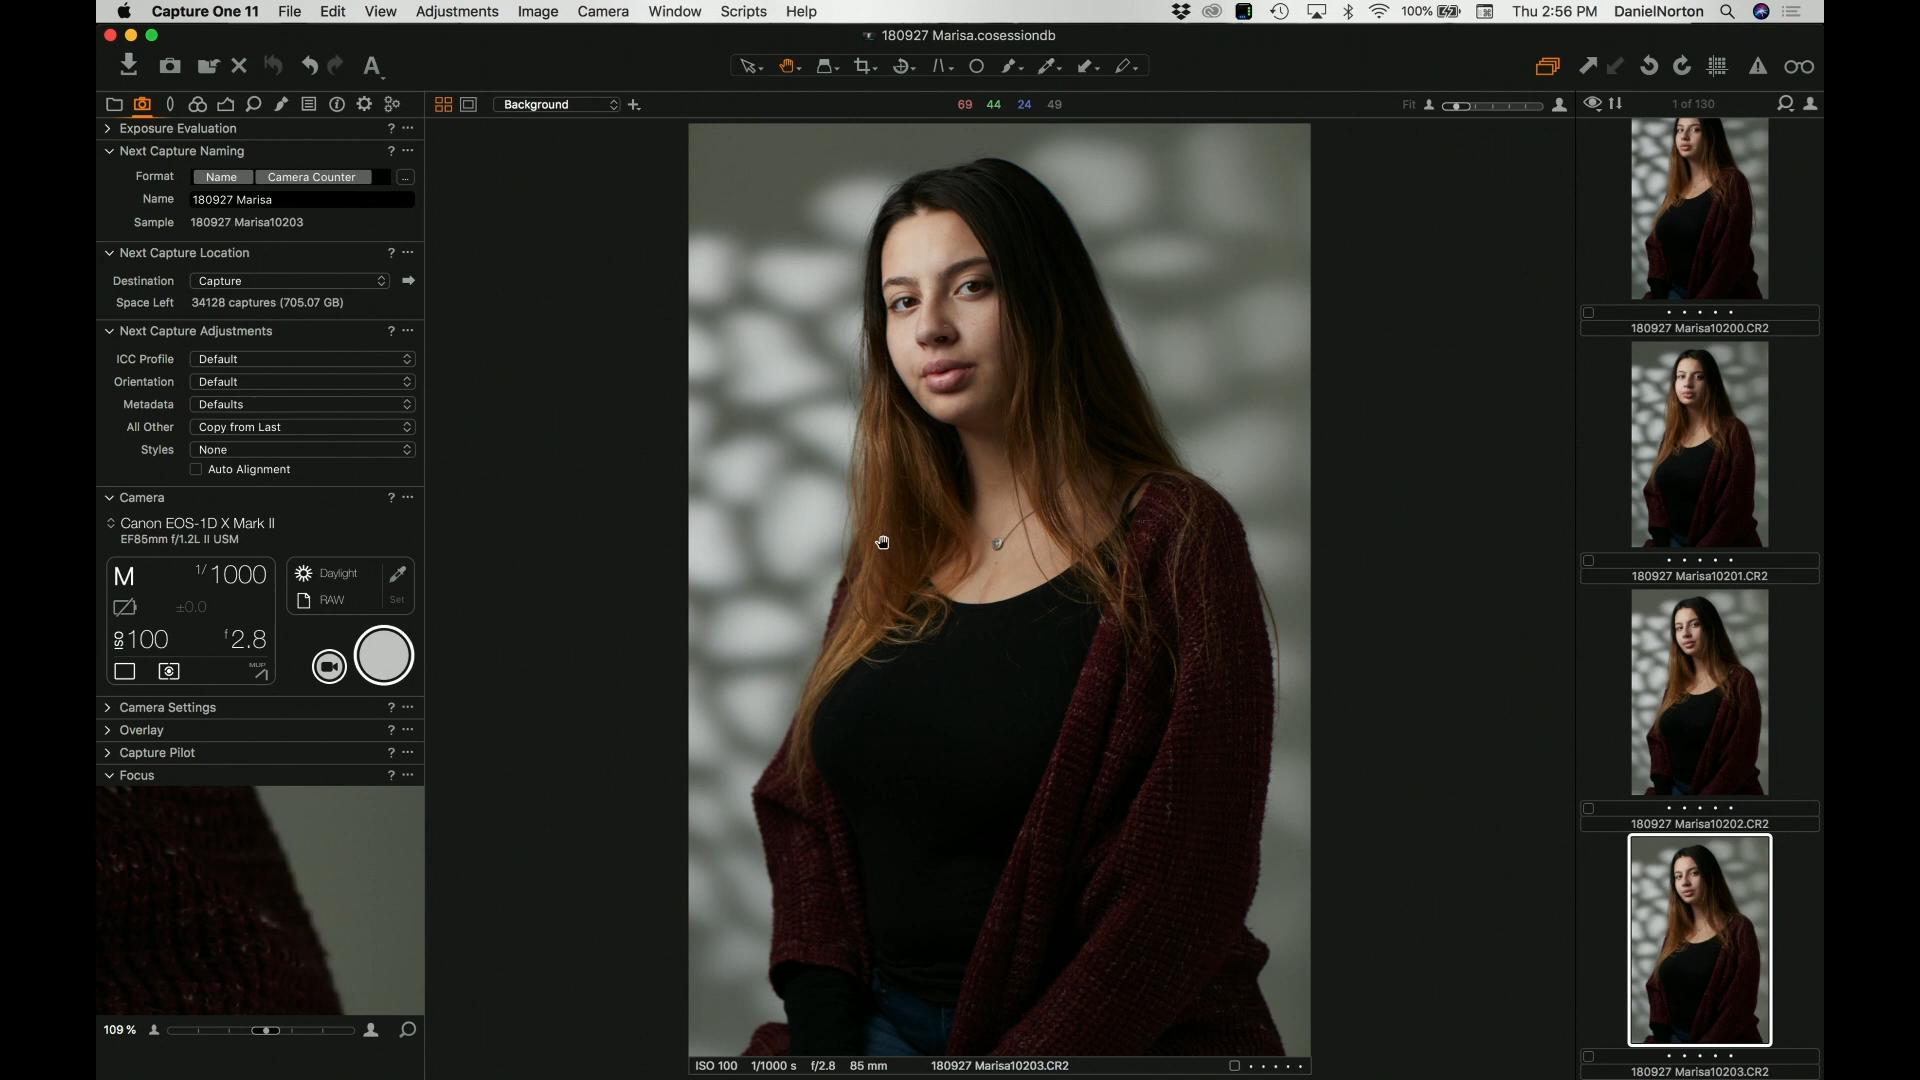 Capture One 11 File Edit View Adjustments Image Camera Window Scripts Help 100% Thu 2:56 PM DanielNorton
180927 Marisa.cosessiondb
A
Background 69 44 24 49 Fit 1 of 130
Exposure Evaluation ? ...
Next Capture Naming ? ...
Format Name Camera Counter ...
Name 180927 Marisa
Sample 180927 Marisa10203
Next Capture Location ? ...
Destination Capture
Space Left 34128 captures (705.07 GB)
Next Capture Adjustments ? ...
ICC Profile Default
Orientation Default
Metadata Defaults
All Other Copy from Last
Styles None
Auto Alignment
Camera ? ...
Canon EOS-1D X Mark II
EF85mm f/1.2L II USM
M 1/1000 Daylight
±0.0 RAW Set
ISO 100 f2.8
MUP
Camera Settings ? ...
Overlay ? ...
Capture Pilot ? ...
Focus ? ...
109 %
ISO 100 1/1000 s f/2.8 85 mm 180927 Marisa10203.CR2
180927 Marisa10200.CR2
180927 Marisa10201.CR2
180927 Marisa10202.CR2
180927 Marisa10203.CR2